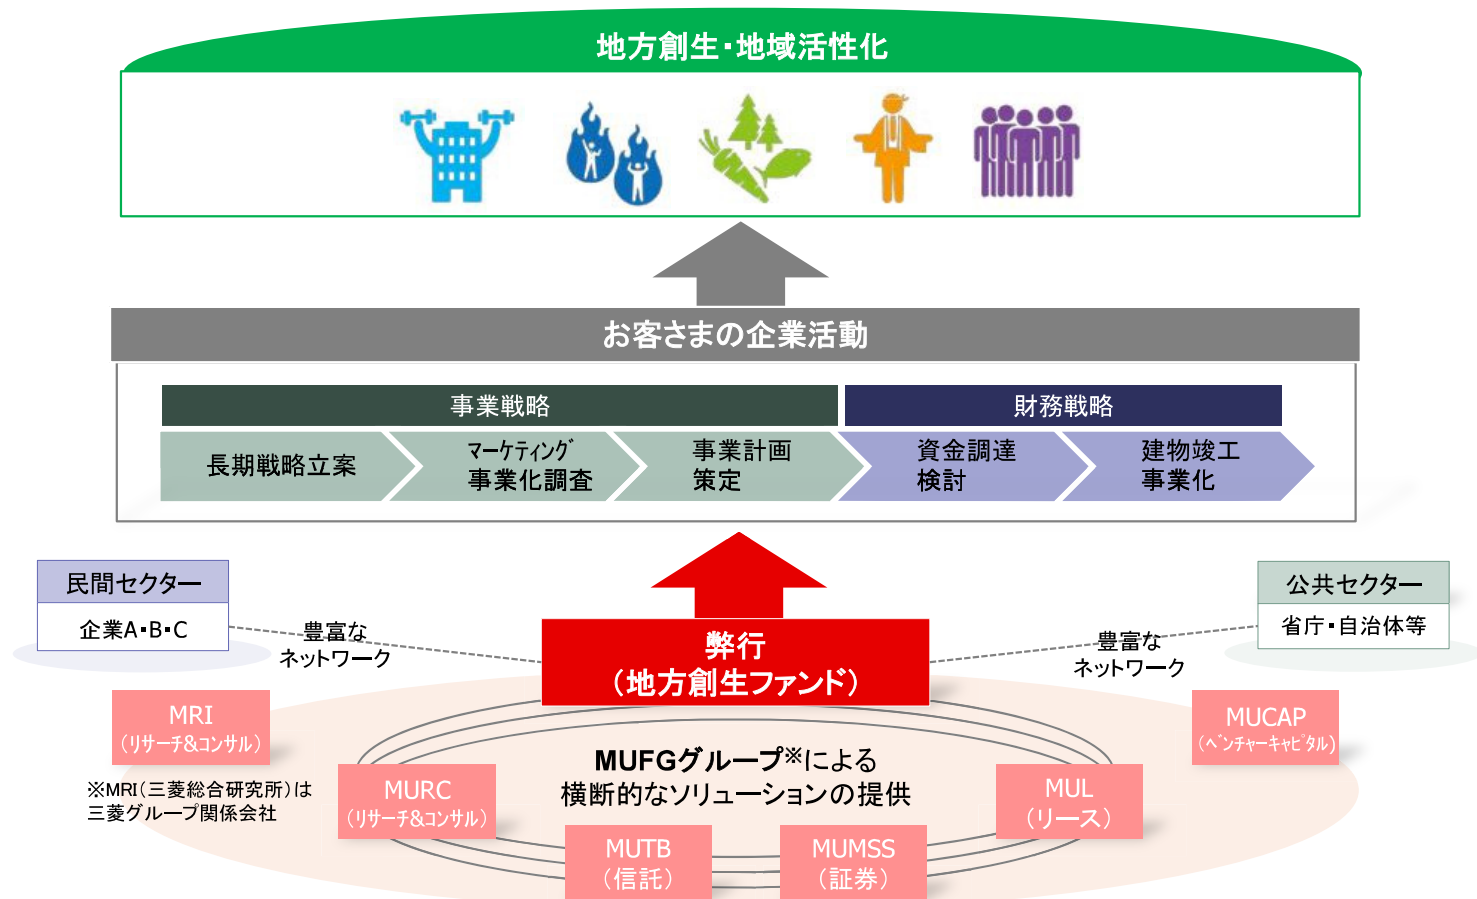 地方創生・地域活性化
お客さまの企業活動
事業戦略
財務戦略
長期戦略立案
ﾏｰｹﾃｨﾝｸﾞ
事業化調査
事業計画
策定
資金調達
検討
建物竣工
事業化
民間セクター
企業A・B・C
豊富な
ネットワーク
弊行
（地方創生ファンド）
豊富な
ネットワーク
公共セクター
省庁・自治体等
MRI
（ﾘｻｰﾁ&ｺﾝｻﾙ）
※MRI（三菱総合研究所）は
三菱グループ関係会社
MURC
（ﾘｻｰﾁ&ｺﾝｻﾙ）
MUFGグループ※による
横断的なソリューションの提供
MUTB
（信託）
MUMSS
（証券）
MUL
（リース）
MUCAP
（ﾍﾞﾝﾁｬｰｷｬﾋﾟﾀﾙ）